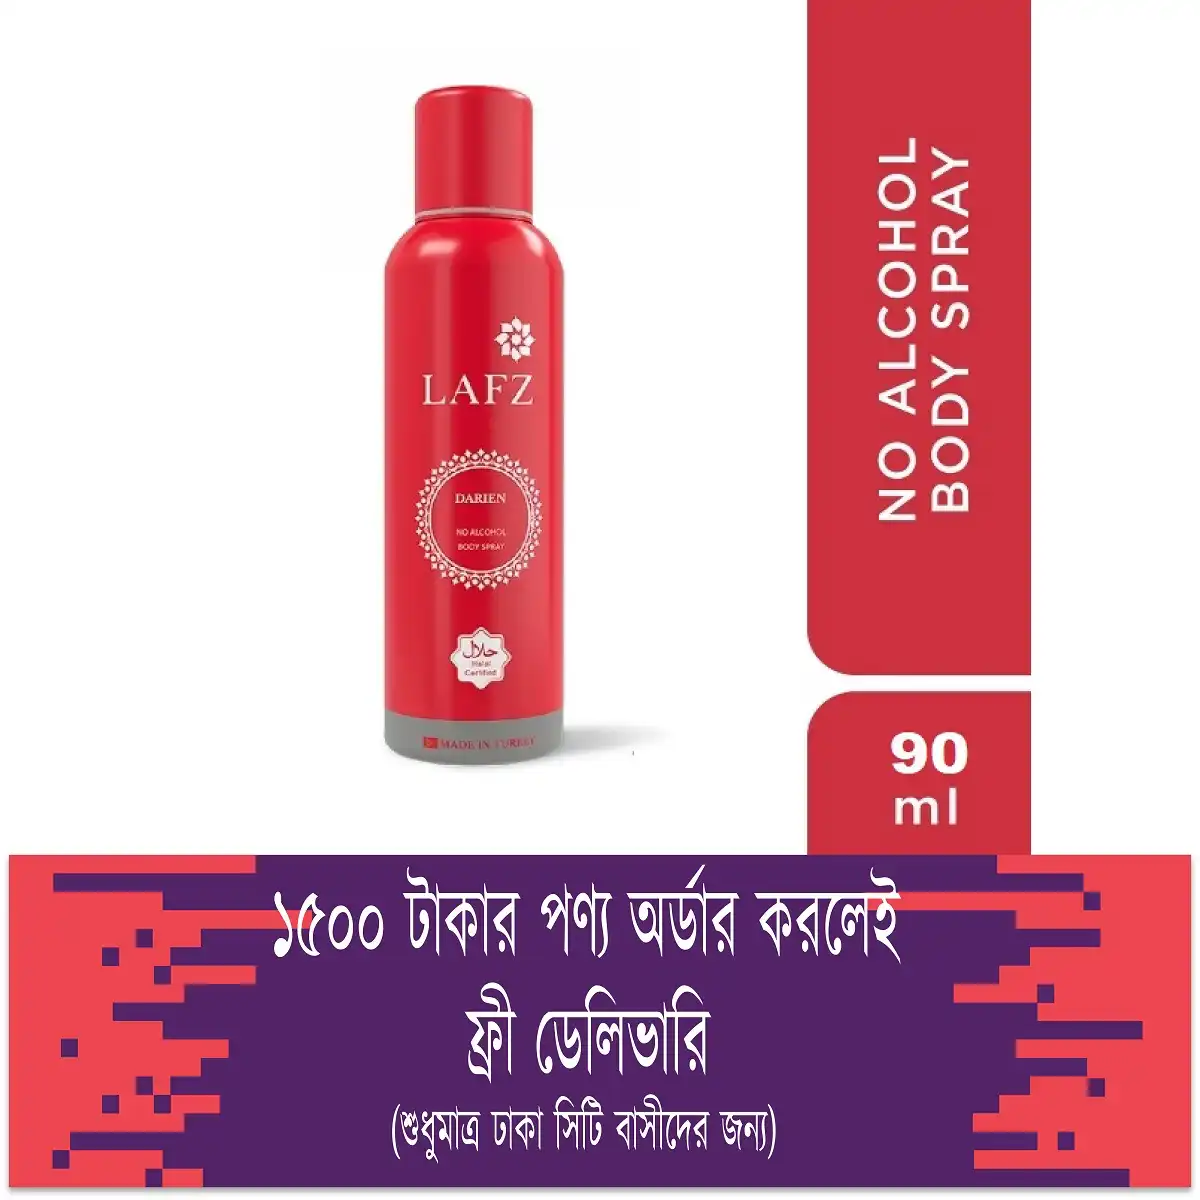 LAFZ
DARIEN
NO ALCOHOL
BODY SPRAY
حلال
Halal
Certified
MADE IN TURKEY
NO ALCOHOL
BODY SPRAY
90
ml
১৫০০ টাকার পণ্য অর্ডার করলেই
ফ্রী ডেলিভারি
(শুধুমাত্র ঢাকা সিটি বাসীদের জন্য)